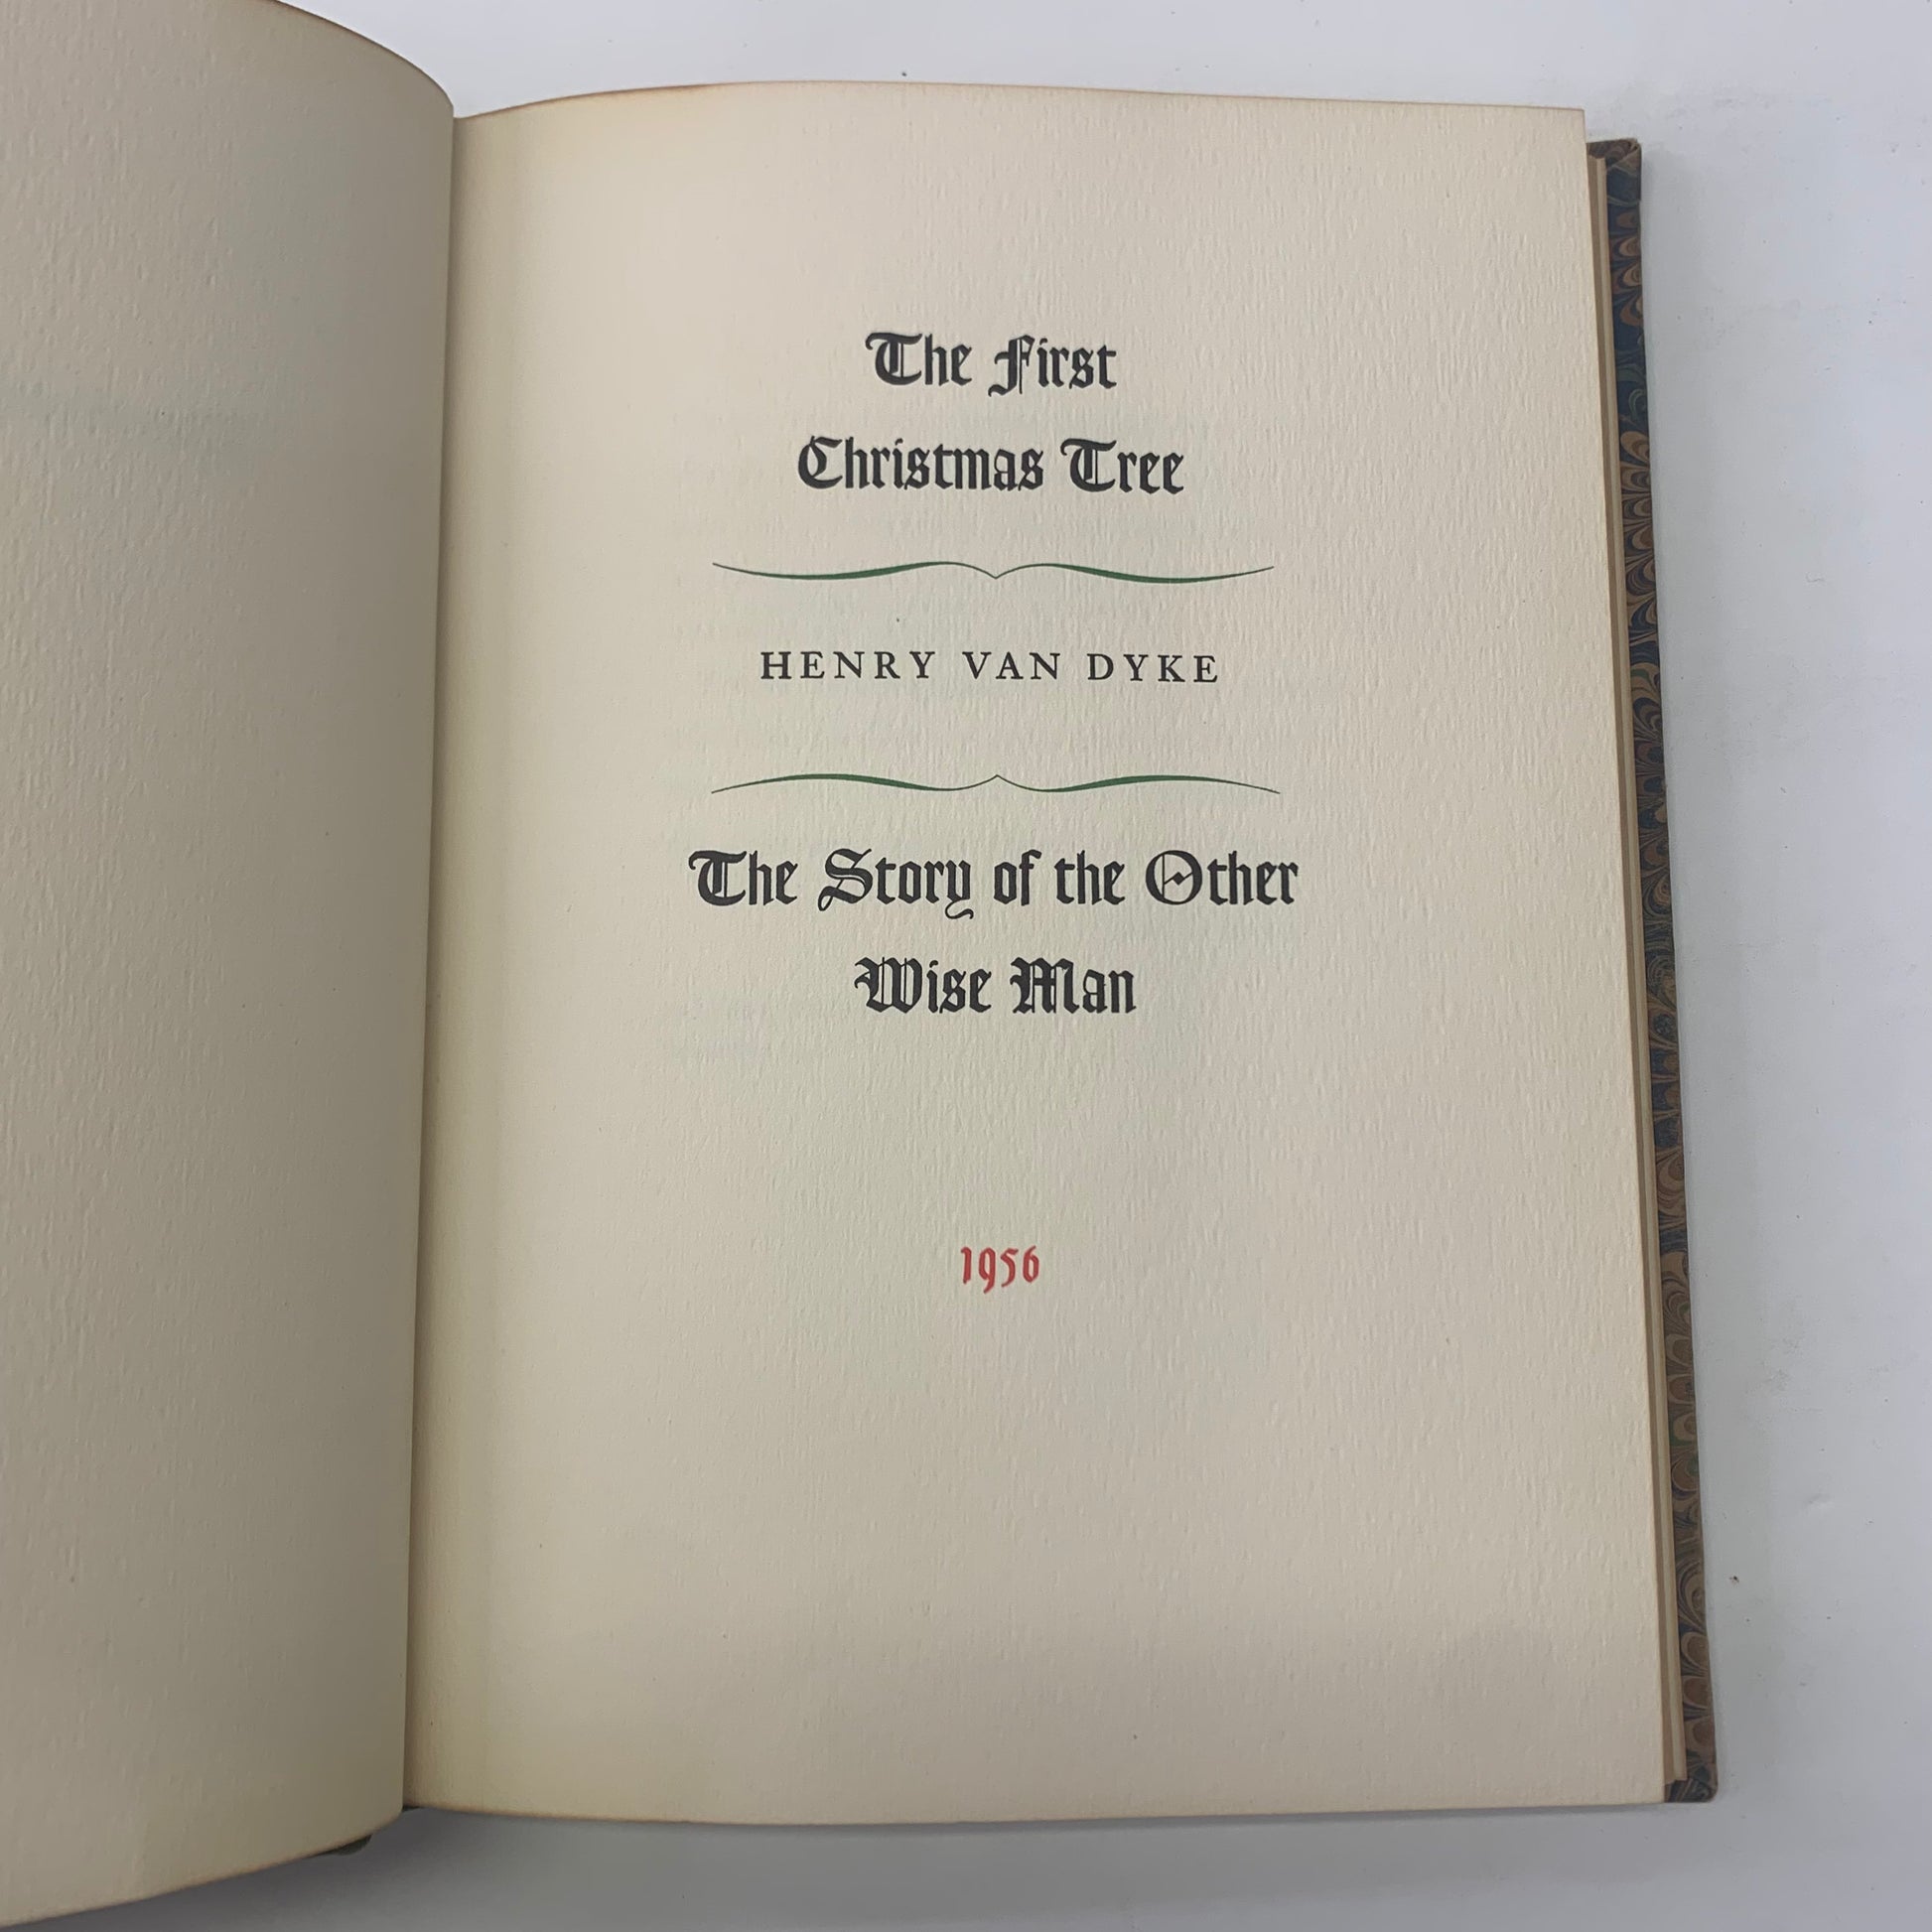 The First
Christmas Tree
HENRY VAN DYKE
The Story of the Other
Wise Man
1956